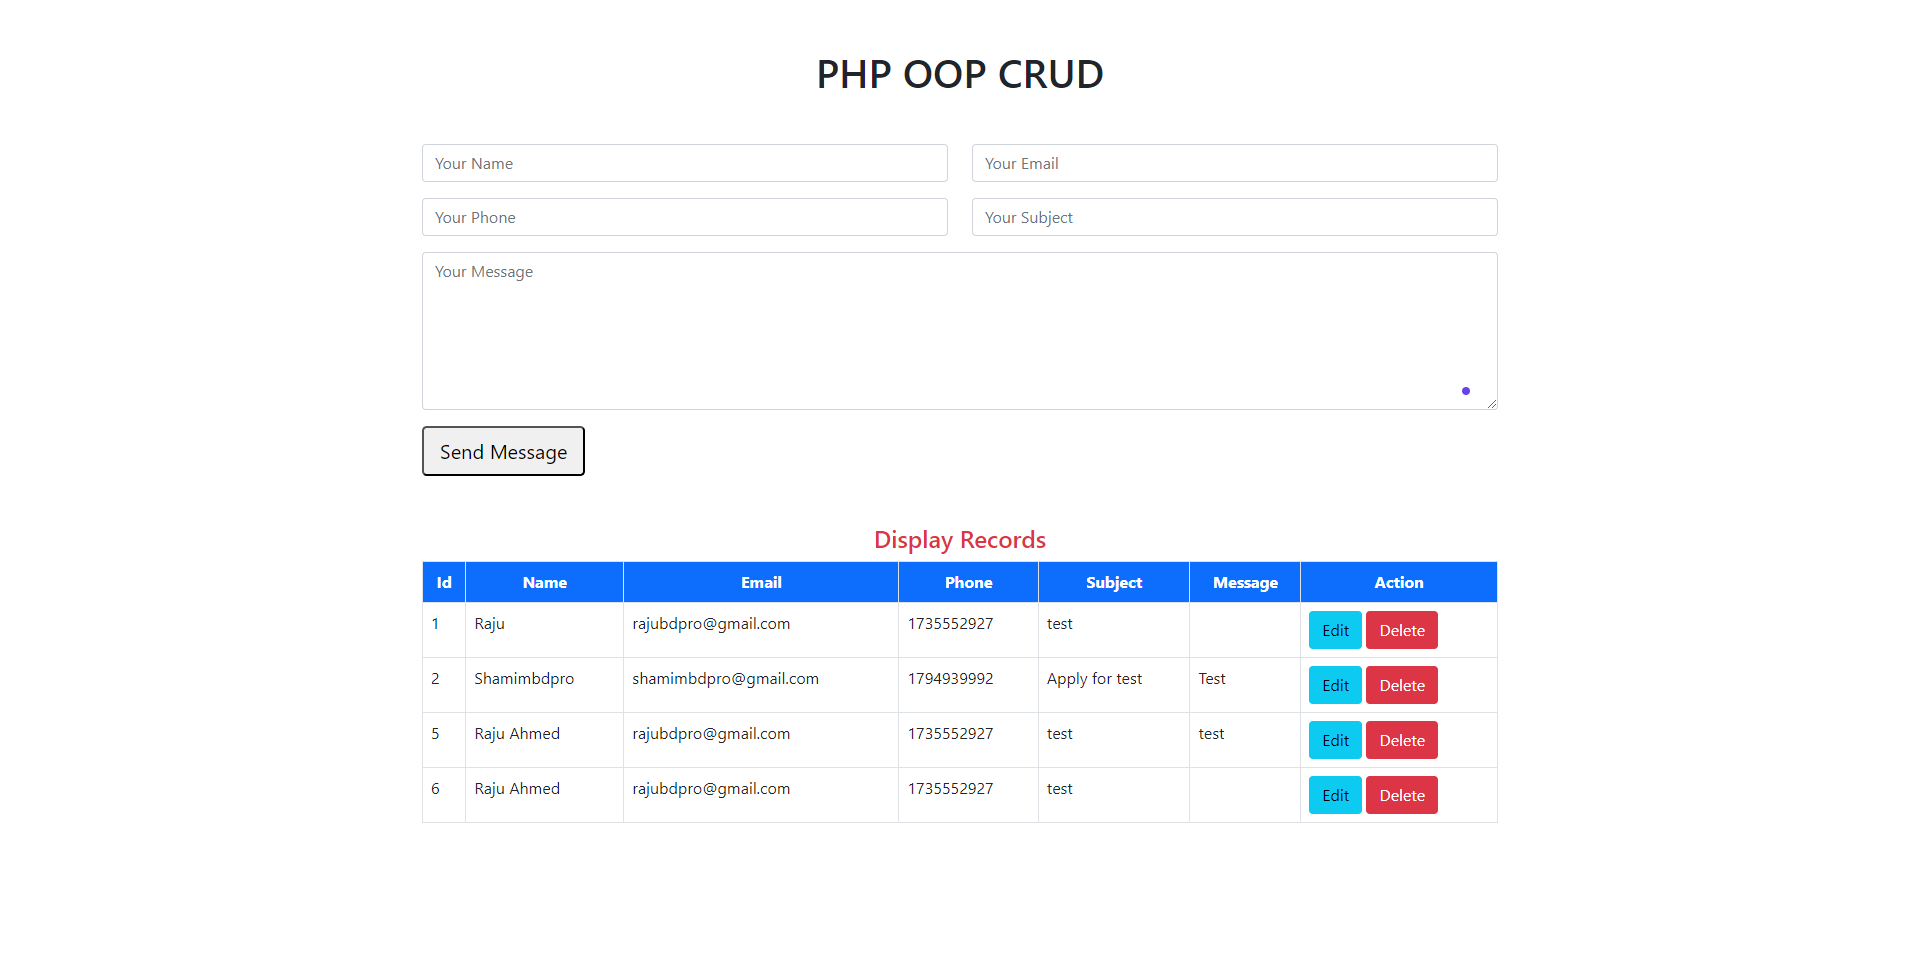 PHP OOP CRUD
Your Name Your Email
Your Phone Your Subject
Your Message
Send Message
Display Records
Id Name Email Phone Subject Message Action
1 Raju rajubdpro@gmail.com 1735552927 test Edit Delete
2 Shamimbdpro shamimbdpro@gmail.com 1794939992 Apply for test Test Edit Delete
5 Raju Ahmed rajubdpro@gmail.com 1735552927 test test Edit Delete
6 Raju Ahmed rajubdpro@gmail.com 1735552927 test Edit Delete